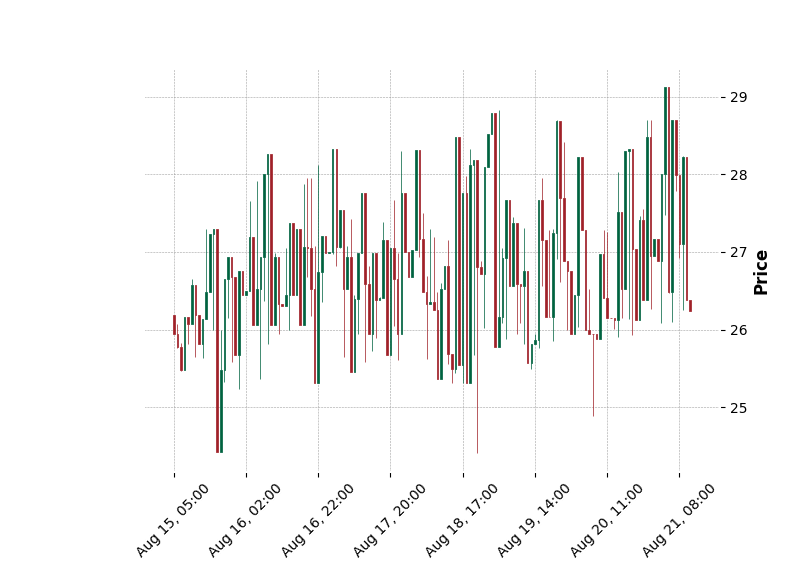 29
28
27
26
25
Price
Aug 15, 05:00
Aug 16, 02:00
Aug 16, 22:00
Aug 17, 20:00
Aug 18, 17:00
Aug 19, 14:00
Aug 20, 11:00
Aug 21, 08:00